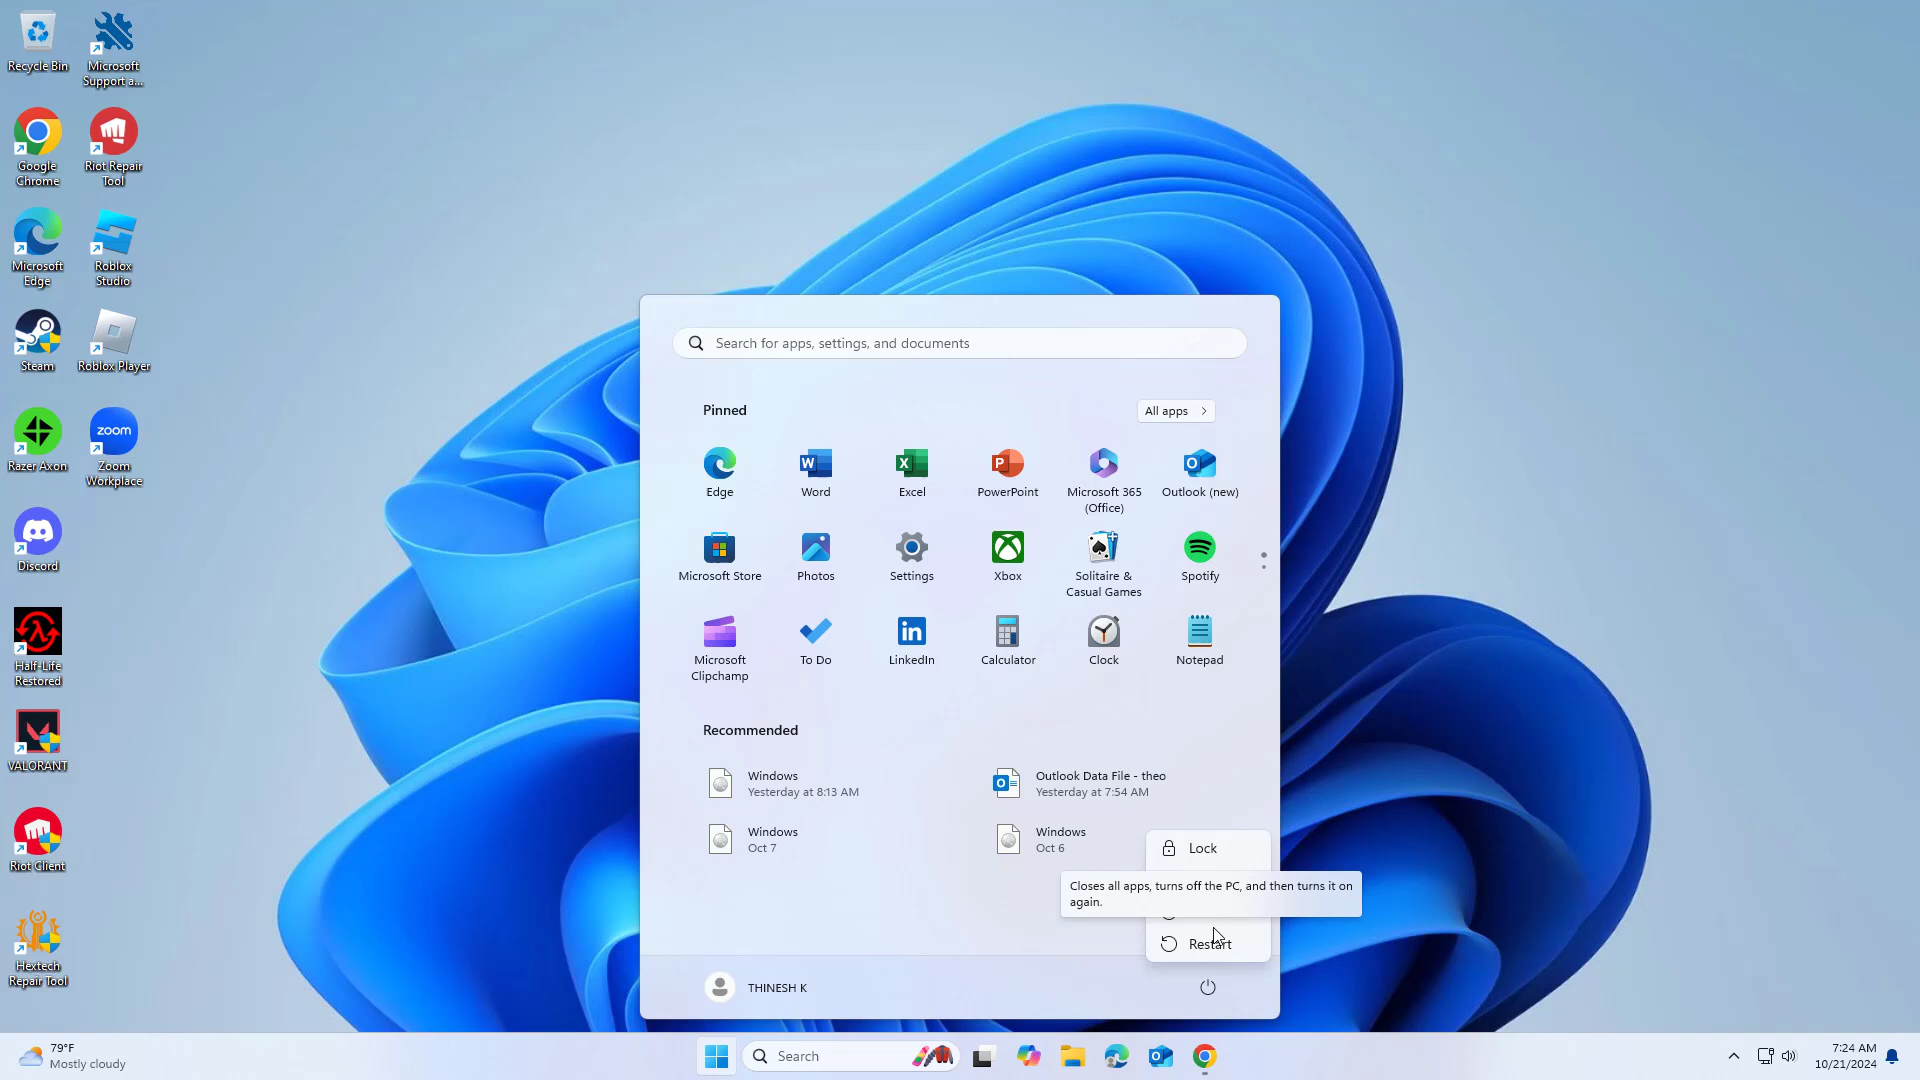 Recycle Bin
Microsoft
Support a...
Google
Chrome
Riot Repair
Tool
Microsoft
Edge
Roblox
Studio
Steam
Roblox Player
Razer Axon
zoom
Zoom
Workplace
Discord
Half-Life
Restored
VALORANT
Riot Client
Hextech
Repair Tool
Search for apps, settings, and documents
Pinned
All apps
Edge
Word
Excel
PowerPoint
Microsoft 365
(Office)
Outlook (new)
Microsoft Store
Photos
Settings
Xbox
Solitaire &
Casual Games
Spotify
Microsoft
Clipchamp
To Do
LinkedIn
Calculator
Clock
Notepad
Recommended
Windows
Yesterday at 8:13 AM
Outlook Data File - theo
Yesterday at 7:54 AM
Windows
Oct 7
Windows
Oct 6
Lock
Closes all apps, turns off the PC, and then turns it on
again.
Restart
THINESH K
79°F
Mostly cloudy
Search
7:24 AM
10/21/2024